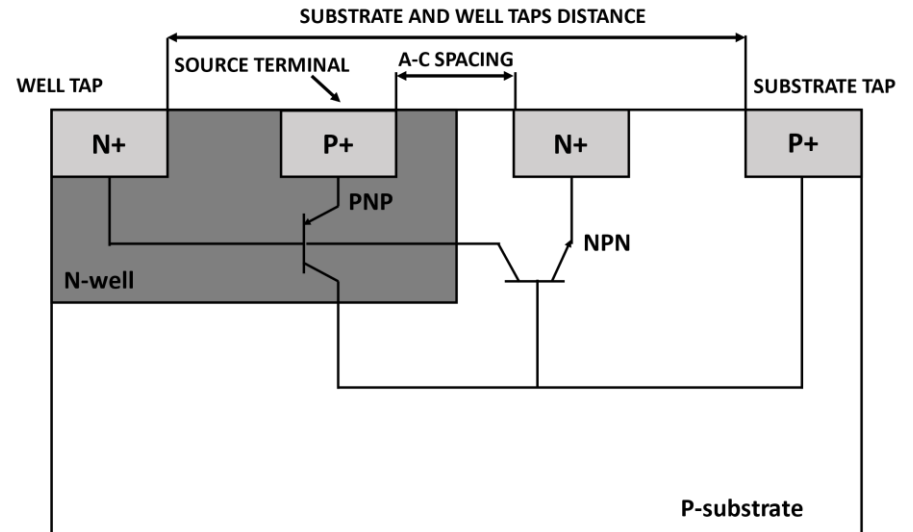 SUBSTRATE AND WELL TAPS DISTANCE
SOURCE TERMINAL
A-C SPACING
WELL TAP
SUBSTRATE TAP
N+
P+
N+
P+
PNP
NPN
N-well
P-substrate